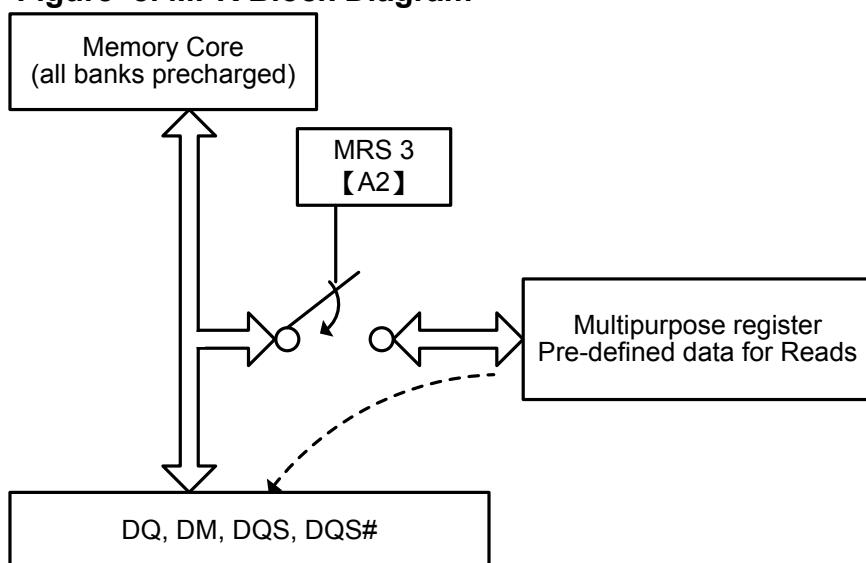 Memory Core
(all banks precharged)
MRS 3
【A2】
Multipurpose register
Pre-defined data for Reads
DQ, DM, DQS, DQS#